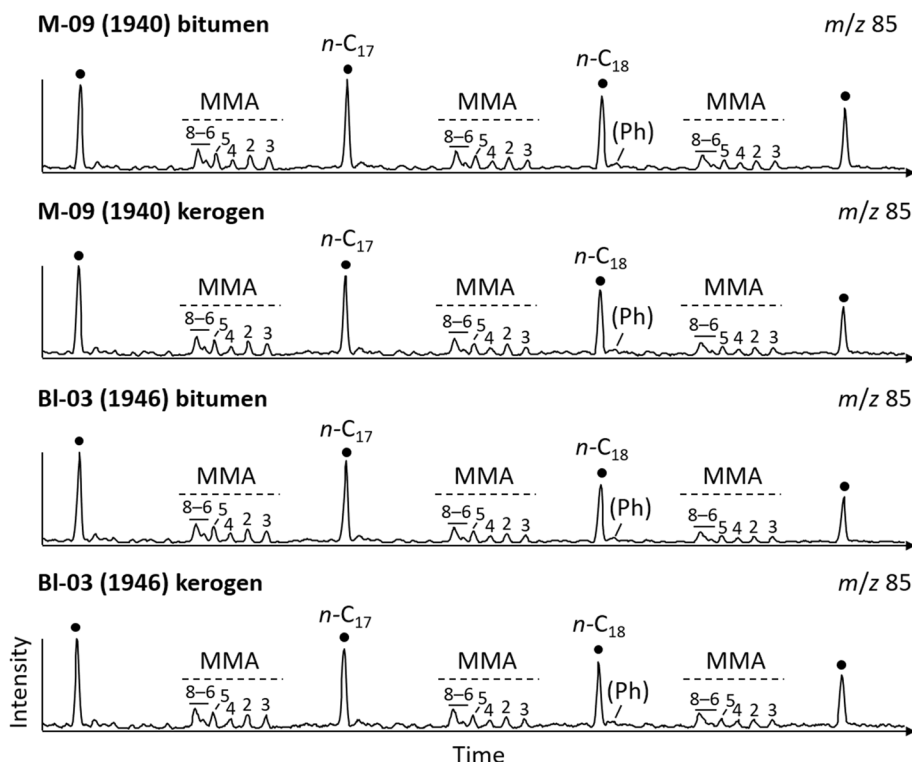 M-09 (1940) bitumen m/z 85
n-C17
n-C18
MMA MMA MMA
(Ph)
8–6 5 4 2 3 8–6 5 4 2 3 8–6 5 4 2 3
M-09 (1940) kerogen m/z 85
n-C17
n-C18
MMA MMA MMA
(Ph)
8–6 5 4 2 3 8–6 5 4 2 3 8–6 5 4 2 3
Bl-03 (1946) bitumen m/z 85
n-C17
n-C18
MMA MMA MMA
(Ph)
8–6 5 4 2 3 8–6 5 4 2 3 8–6 5 4 2 3
Bl-03 (1946) kerogen m/z 85
n-C17
n-C18
MMA MMA MMA
(Ph)
8–6 5 4 2 3 8–6 5 4 2 3 8–6 5 4 2 3
Intensity
Time